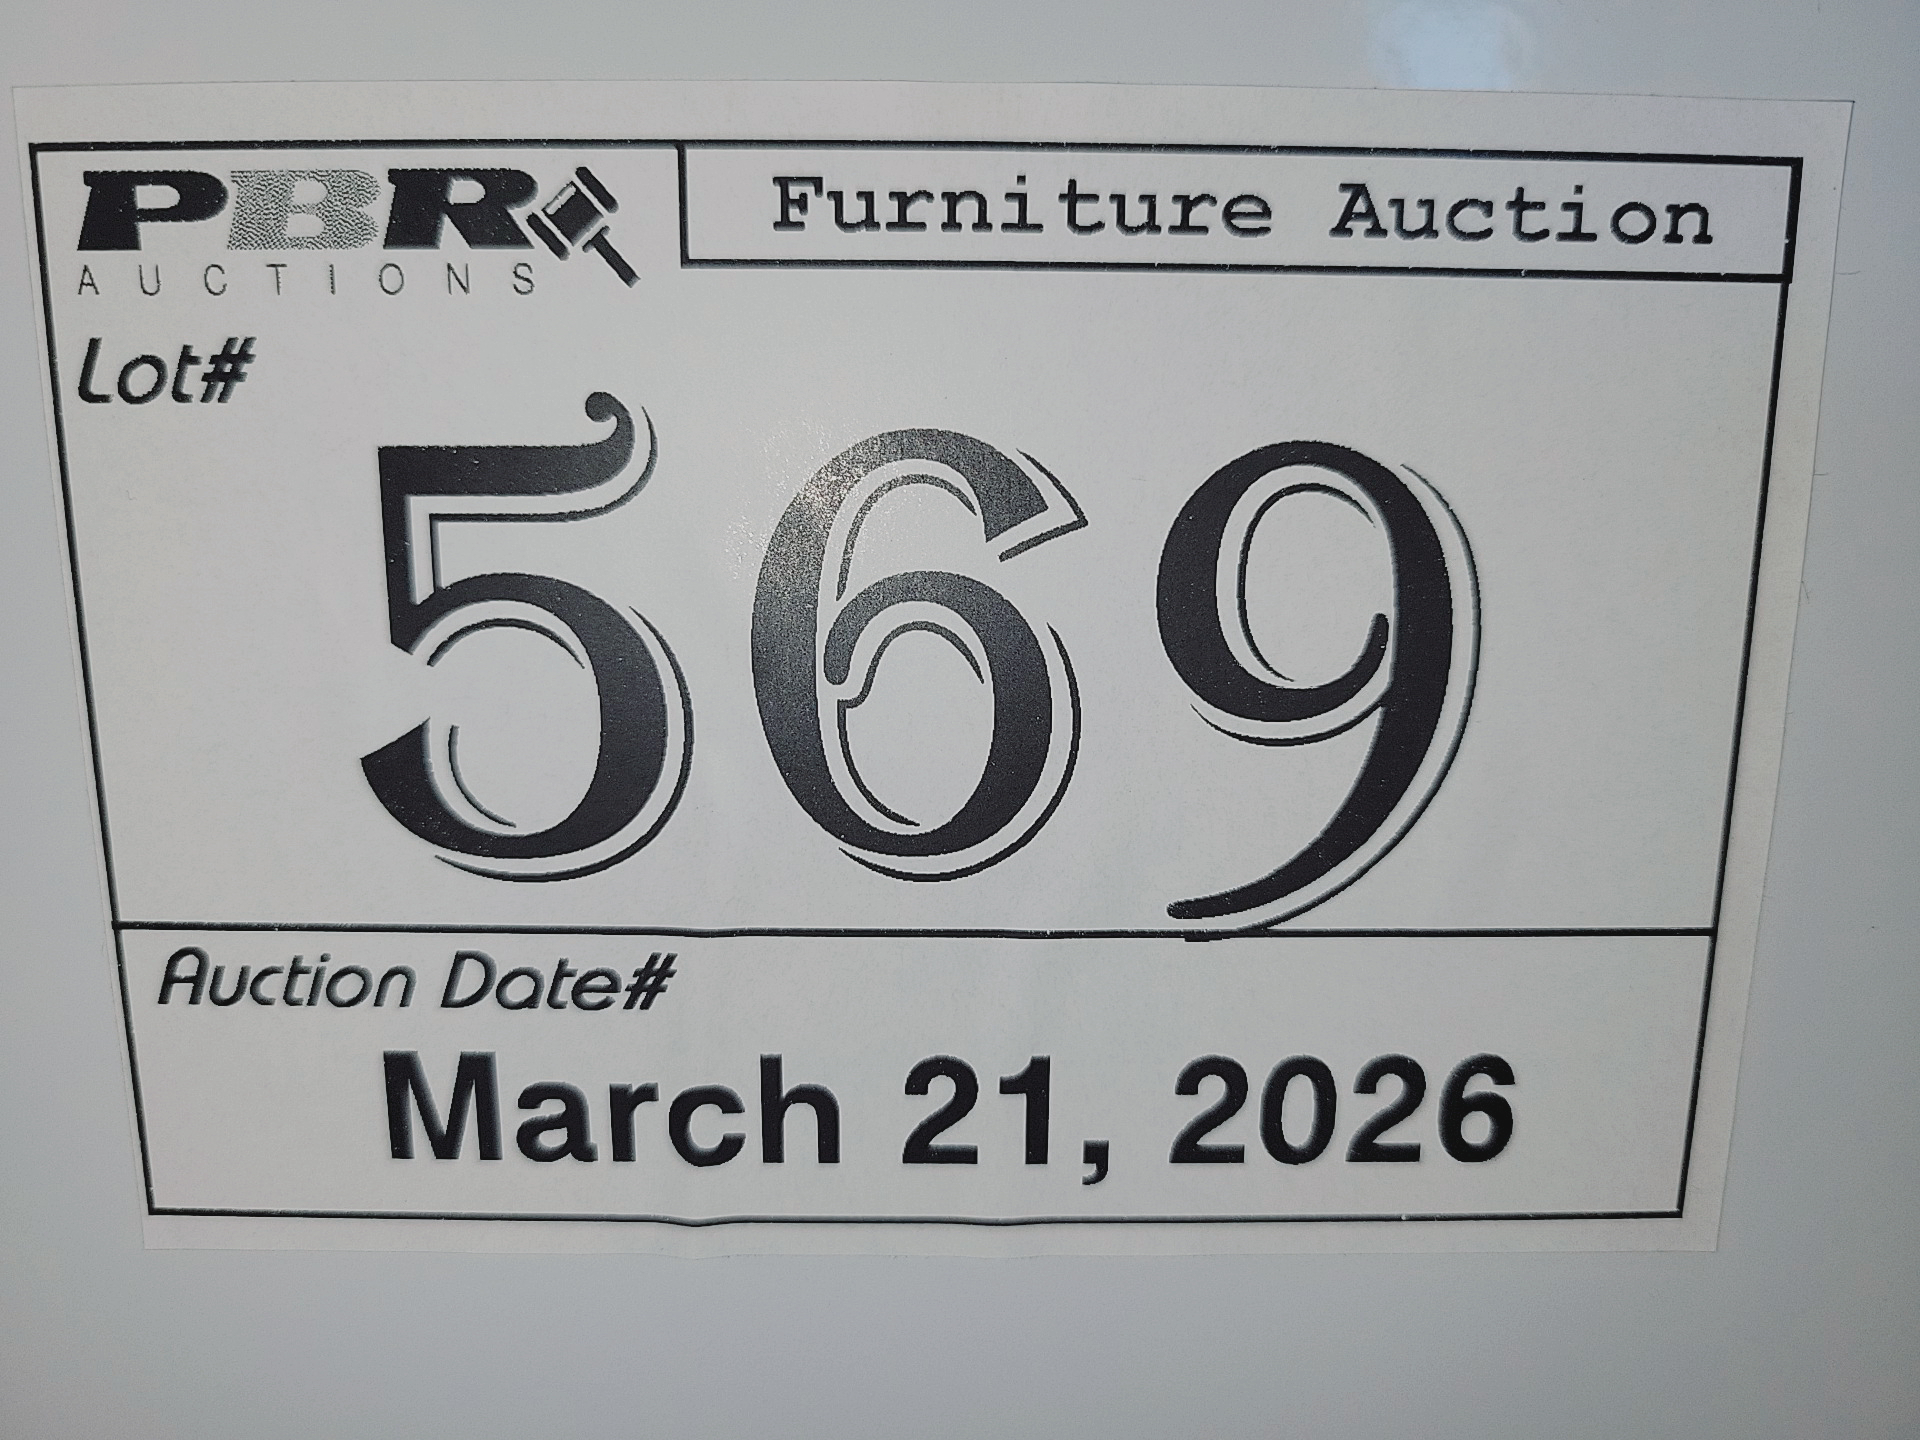 PBR
AUCTIONS
Furniture Auction
Lot#
569
Auction Date#
March 21, 2026